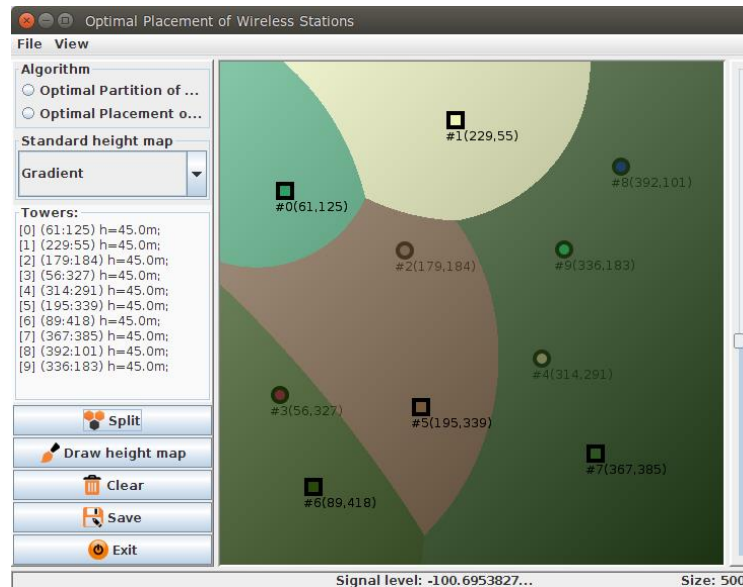 Optimal Placement of Wireless Stations
File View
Algorithm
Optimal Partition of ...
Optimal Placement o...
Standard height map
Gradient
Towers:
[0] (61:125) h=45.0m;
[1] (229:55) h=45.0m;
[2] (179:184) h=45.0m;
[3] (56:327) h=45.0m;
[4] (314:291) h=45.0m;
[5] (195:339) h=45.0m;
[6] (89:418) h=45.0m;
[7] (367:385) h=45.0m;
[8] (392:101) h=45.0m;
[9] (336:183) h=45.0m;
Split
Draw height map
Clear
Save
Exit
#1(229,55)
#8(392,101)
#0(61,125)
#2(179,184)
#9(336,183)
#4(314,291)
#3(56,327)
#5(195,339)
#7(367,385)
#6(89,418)
Signal level: -100.6953827... Size: 500